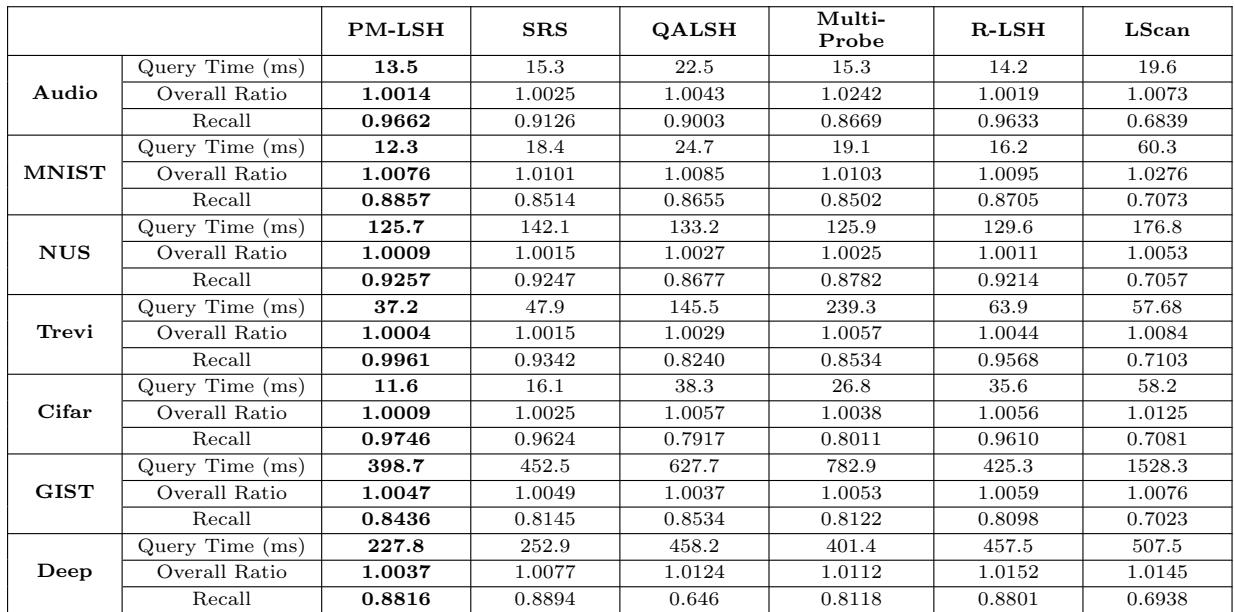 PM-LSH SRS QALSH Multi-Probe R-LSH LScan
Audio Query Time (ms) 13.5 15.3 22.5 15.3 14.2 19.6
Overall Ratio 1.0014 1.0025 1.0043 1.0242 1.0019 1.0073
Recall 0.9662 0.9126 0.9003 0.8669 0.9633 0.6839
MNIST Query Time (ms) 12.3 18.4 24.7 19.1 16.2 60.3
Overall Ratio 1.0076 1.0101 1.0085 1.0103 1.0095 1.0276
Recall 0.8857 0.8514 0.8655 0.8502 0.8705 0.7073
NUS Query Time (ms) 125.7 142.1 133.2 125.9 129.6 176.8
Overall Ratio 1.0009 1.0015 1.0027 1.0025 1.0011 1.0053
Recall 0.9257 0.9247 0.8677 0.8782 0.9214 0.7057
Trevi Query Time (ms) 37.2 47.9 145.5 239.3 63.9 57.68
Overall Ratio 1.0004 1.0015 1.0029 1.0057 1.0044 1.0084
Recall 0.9961 0.9342 0.8240 0.8534 0.9568 0.7103
Cifar Query Time (ms) 11.6 16.1 38.3 26.8 35.6 58.2
Overall Ratio 1.0009 1.0025 1.0057 1.0038 1.0056 1.0125
Recall 0.9746 0.9624 0.7917 0.8011 0.9610 0.7081
GIST Query Time (ms) 398.7 452.5 627.7 782.9 425.3 1528.3
Overall Ratio 1.0047 1.0049 1.0037 1.0053 1.0059 1.0076
Recall 0.8436 0.8145 0.8534 0.8122 0.8098 0.7023
Deep Query Time (ms) 227.8 252.9 458.2 401.4 457.5 507.5
Overall Ratio 1.0037 1.0077 1.0124 1.0112 1.0152 1.0145
Recall 0.8816 0.8894 0.646 0.8118 0.8801 0.6938